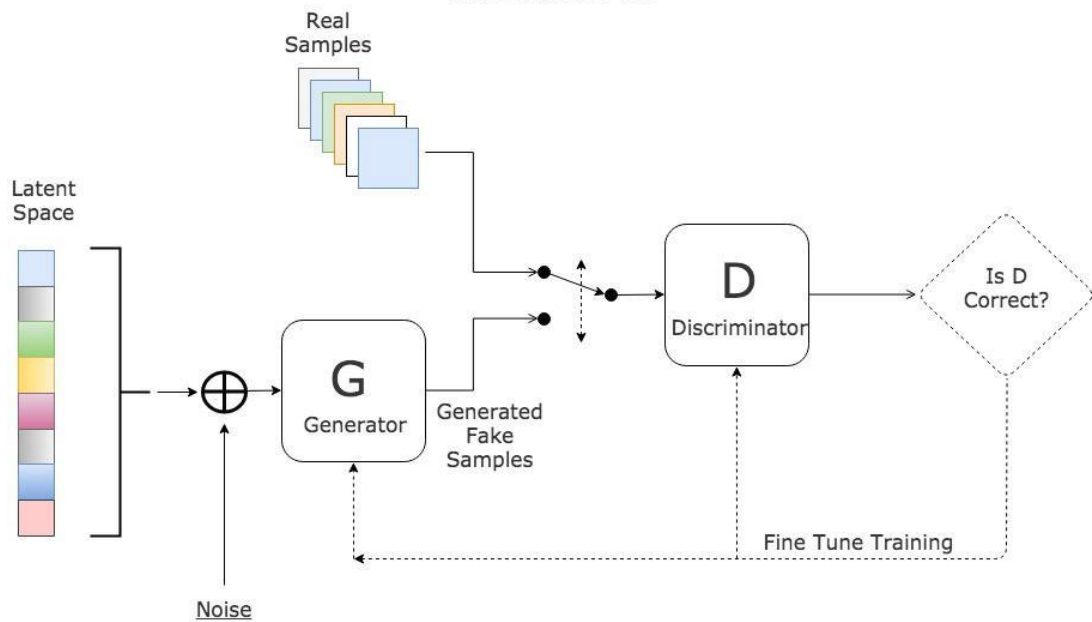 Real
Samples
Latent
Space
G
Generator
Generated
Fake
Samples
D
Discriminator
Is D
Correct?
Fine Tune Training
Noise